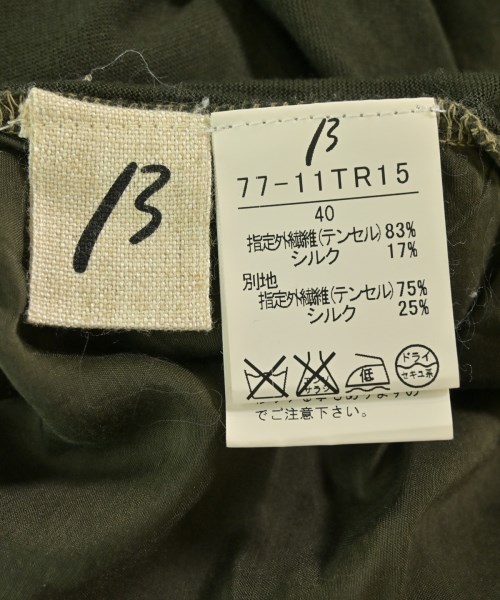 β
β
77-11TR15
40
指定外繊維(テンセル)83%
シルク 17%
別地
指定外繊維(テンセル)75%
シルク 25%
低
ドライ
セキユ系
でご注意下さい。